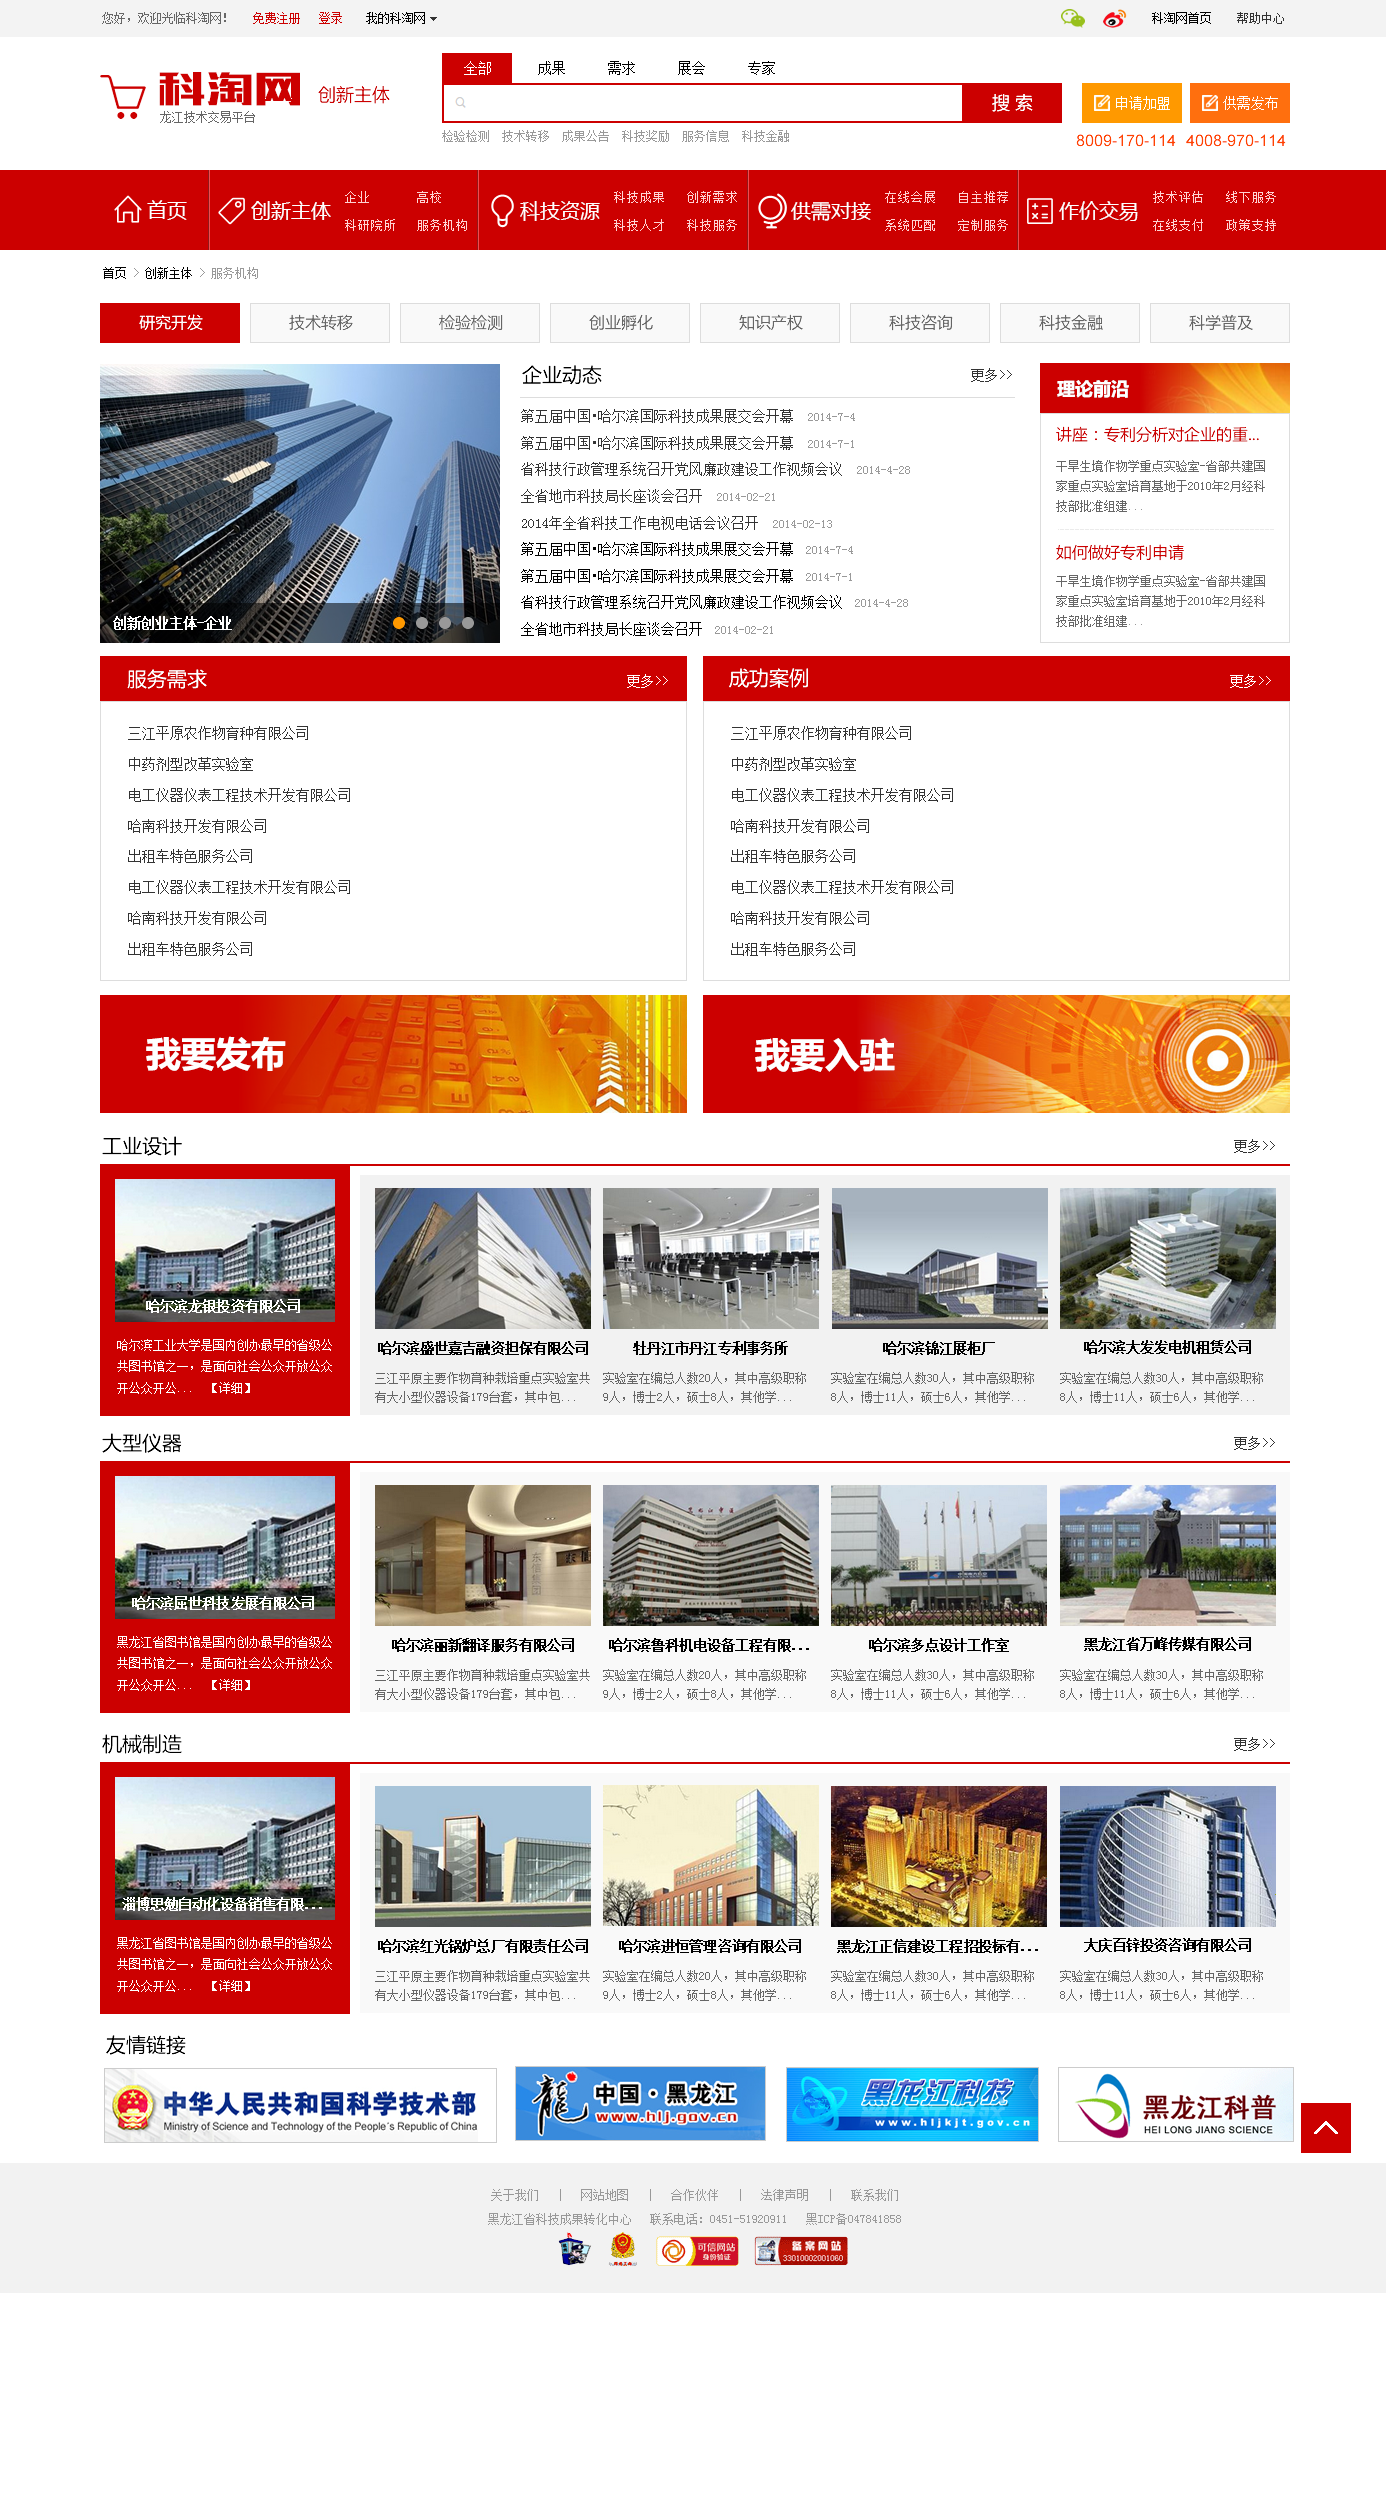 您好，欢迎光临科淘网！ 免费注册 登录 我的科淘网 科淘网首页 帮助中心
全部 成果 需求 展会 专家
科淘网 创新主体
龙江技术交易平台
搜 索 申请加盟 供需发布
检验检测 技术转移 成果公告 科技奖励 服务信息 科技金融
8009-170-114 4008-970-114
首页 创新主体 企业 高校 科研院所 服务机构
科技资源 科技成果 创新需求 科技人才 科技服务
供需对接 在线会展 自主推荐 系统匹配 定制服务
作价交易 技术评估 线下服务 在线支付 政策支持
首页 > 创新主体 > 服务机构
研究开发 技术转移 检验检测 创业孵化 知识产权 科技咨询 科技金融 科学普及
创新创业主体-企业
企业动态 更多>>
第五届中国·哈尔滨国际科技成果展交会开幕 2014-7-4
第五届中国·哈尔滨国际科技成果展交会开幕 2014-7-1
省科技行政管理系统召开党风廉政建设工作视频会议 2014-4-28
全省地市科技局长座谈会召开 2014-02-21
2014年全省科技工作电视电话会议召开 2014-02-13
第五届中国·哈尔滨国际科技成果展交会开幕 2014-7-4
第五届中国·哈尔滨国际科技成果展交会开幕 2014-7-1
省科技行政管理系统召开党风廉政建设工作视频会议 2014-4-28
全省地市科技局长座谈会召开 2014-02-21
理论前沿
讲座：专利分析对企业的重...
干旱生境作物学重点实验室-省部共建国
家重点实验室培育基地于2010年2月经科
技部批准组建...
如何做好专利申请
干旱生境作物学重点实验室-省部共建国
家重点实验室培育基地于2010年2月经科
技部批准组建...
服务需求 更多>>
三江平原农作物育种有限公司
中药剂型改革实验室
电工仪器仪表工程技术开发有限公司
哈南科技开发有限公司
出租车特色服务公司
电工仪器仪表工程技术开发有限公司
哈南科技开发有限公司
出租车特色服务公司
成功案例 更多>>
三江平原农作物育种有限公司
中药剂型改革实验室
电工仪器仪表工程技术开发有限公司
哈南科技开发有限公司
出租车特色服务公司
电工仪器仪表工程技术开发有限公司
哈南科技开发有限公司
出租车特色服务公司
我要发布
我要入驻
工业设计 更多>>
哈尔滨龙银投资有限公司
哈尔滨工业大学是国内创办最早的省级公
共图书馆之一，是面向社会公众开放公众
开公众开公... 【详细】
哈尔滨盛世嘉吉融资担保有限公司
三江平原主要作物育种栽培重点实验室共
有大小型仪器设备179台套，其中包...
牡丹江市丹江专利事务所
实验室在编总人数20人，其中高级职称
9人，博士2人，硕士8人，其他学...
哈尔滨锦江展柜厂
实验室在编总人数30人，其中高级职称
8人，博士11人，硕士6人，其他学...
哈尔滨大发发电机租赁公司
实验室在编总人数30人，其中高级职称
8人，博士11人，硕士6人，其他学...
大型仪器 更多>>
哈尔滨屈世科技发展有限公司
黑龙江省图书馆是国内创办最早的省级公
共图书馆之一，是面向社会公众开放公众
开公众开公... 【详细】
哈尔滨丽新翻译服务有限公司
三江平原主要作物育种栽培重点实验室共
有大小型仪器设备179台套，其中包...
哈尔滨鲁科机电设备工程有限...
实验室在编总人数20人，其中高级职称
9人，博士2人，硕士8人，其他学...
哈尔滨多点设计工作室
实验室在编总人数30人，其中高级职称
8人，博士11人，硕士6人，其他学...
黑龙江省万峰传媒有限公司
实验室在编总人数30人，其中高级职称
8人，博士11人，硕士6人，其他学...
机械制造 更多>>
淄博思勉自动化设备销售有限...
黑龙江省图书馆是国内创办最早的省级公
共图书馆之一，是面向社会公众开放公众
开公众开公... 【详细】
哈尔滨红光锅炉总厂有限责任公司
三江平原主要作物育种栽培重点实验室共
有大小型仪器设备179台套，其中包...
哈尔滨进恒管理咨询有限公司
实验室在编总人数20人，其中高级职称
9人，博士2人，硕士8人，其他学...
黑龙江正信建设工程招投标有...
实验室在编总人数30人，其中高级职称
8人，博士11人，硕士6人，其他学...
大庆百锌投资咨询有限公司
实验室在编总人数30人，其中高级职称
8人，博士11人，硕士6人，其他学...
友情链接
中华人民共和国科学技术部
Ministry of Science and Technology of the People's Republic of China
龙 中国·黑龙江
www.hlj.gov.cn
黑龙江科技
www.hljkjt.gov.cn
黑龙江科普
HEI LONG JIANG SCIENCE
关于我们 | 网站地图 | 合作伙伴 | 法律声明 | 联系我们
黑龙江省科技成果转化中心 联系电话：0451-51920911 黑ICP备047841858
可信网站
身份验证
备案网站
33010002001060